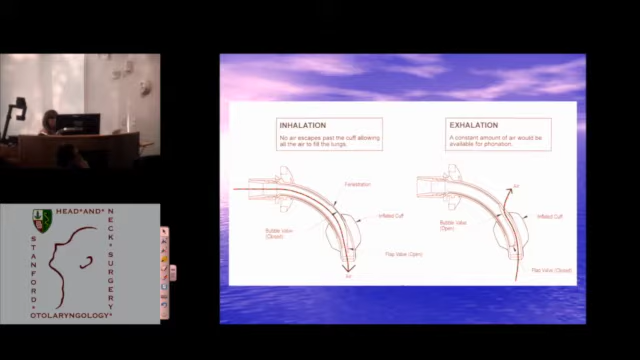 INHALATION
No air escapes past the cuff allowing
all the air to fill the lungs.
EXHALATION
A constant amount of air would be
available for phonation.
Fenestration
Inflated Cuff
Bubble Valve
(Closed)
Flap Valve (Open)
Air
Air
Bubble Valve
(Open)
Inflated Cuff
Flap Valve (Closed)
HEAD*AND*
NECK*SURGERY
STANFORD*
OTOLARYNGOLOGY*